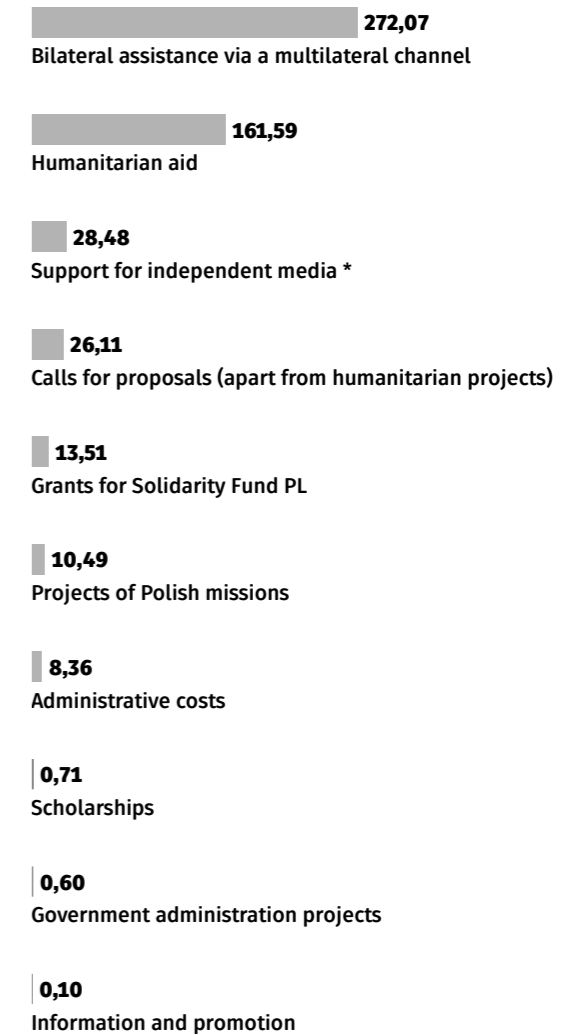 272,07
Bilateral assistance via a multilateral channel
161,59
Humanitarian aid
28,48
Support for independent media *
26,11
Calls for proposals (apart from humanitarian projects)
13,51
Grants for Solidarity Fund PL
10,49
Projects of Polish missions
8,36
Administrative costs
0,71
Scholarships
0,60
Government administration projects
0,10
Information and promotion